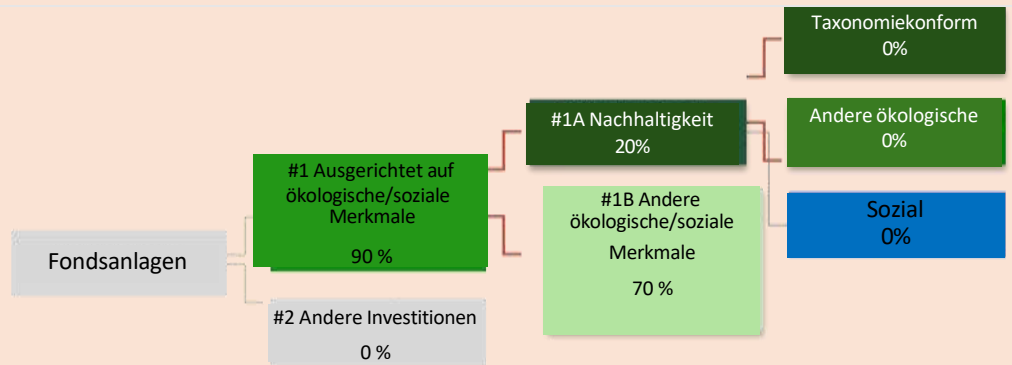 Fondsanlagen
#1 Ausgerichtet auf
ökologische/soziale
Merkmale
90 %
#2 Andere Investitionen
0 %
#1A Nachhaltigkeit
20%
#1B Andere
ökologische/soziale
Merkmale
70 %
Taxonomiekonform
0%
Andere ökologische
0%
Sozial
0%